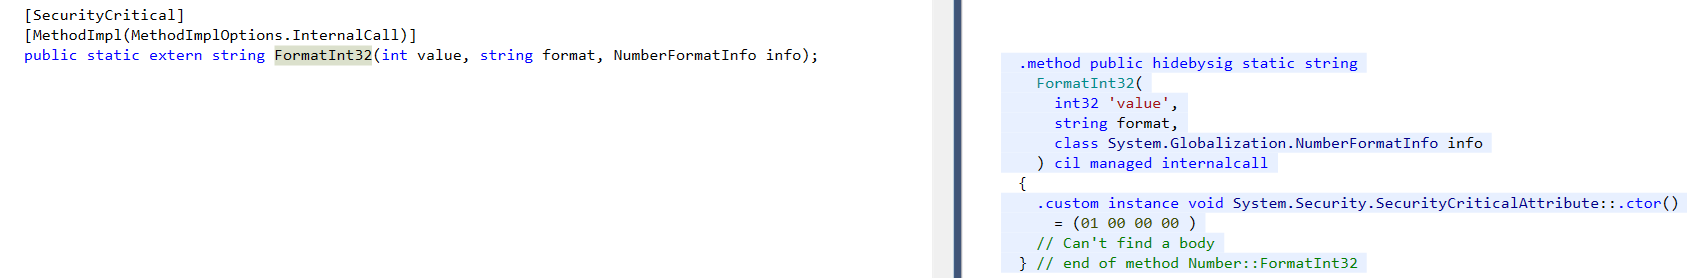 [SecurityCritical]
[MethodImpl(MethodImplOptions.InternalCall)]
public static extern string FormatInt32(int value, string format, NumberFormatInfo info);
.method public hidebysig static string
FormatInt32(
int32 'value',
string format,
class System.Globalization.NumberFormatInfo info
) cil managed internalcall
{
.custom instance void System.Security.SecurityCriticalAttribute::.ctor()
= (01 00 00 00 )
// Can't find a body
} // end of method Number::FormatInt32